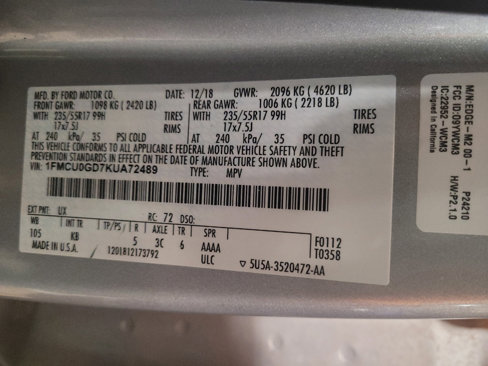 MFD. BY FORD MOTOR CO. DATE: 12/18 GVWR: 2096 KG ( 4620 LB)
FRONT GAWR: 1098 KG ( 2420 LB) REAR GAWR: 1006 KG ( 2218 LB)
WITH 235/55R17 99H TIRES WITH 235/55R17 99H TIRES
17x7.5J RIMS 17x7.5J RIMS
AT 240 kPa/ 35 PSI COLD AT 240 kPa/ 35 PSI COLD
THIS VEHICLE CONFORMS TO ALL APPLICABLE FEDERAL MOTOR VEHICLE SAFETY AND THEFT
PREVENTION STANDARDS IN EFFECT ON THE DATE OF MANUFACTURE SHOWN ABOVE.
VIN: 1FMCU0GD7KUA72489 TYPE: MPV
EXT PNT: UX RC: 72 DSO:
WB INT TR TP/PS R AXLE TR SPR
105 KB 5 3C 6 AAAA F0112
ULC T0358
MADE IN U.S.A. 1201812173792 ▽ 5U5A-3520472-AA
M/N:EDGE-M2.00-1 P24210
FCC ID:O9YWCM3 H/W:P2.1.0
IC:22952-WCM3
Designed in California